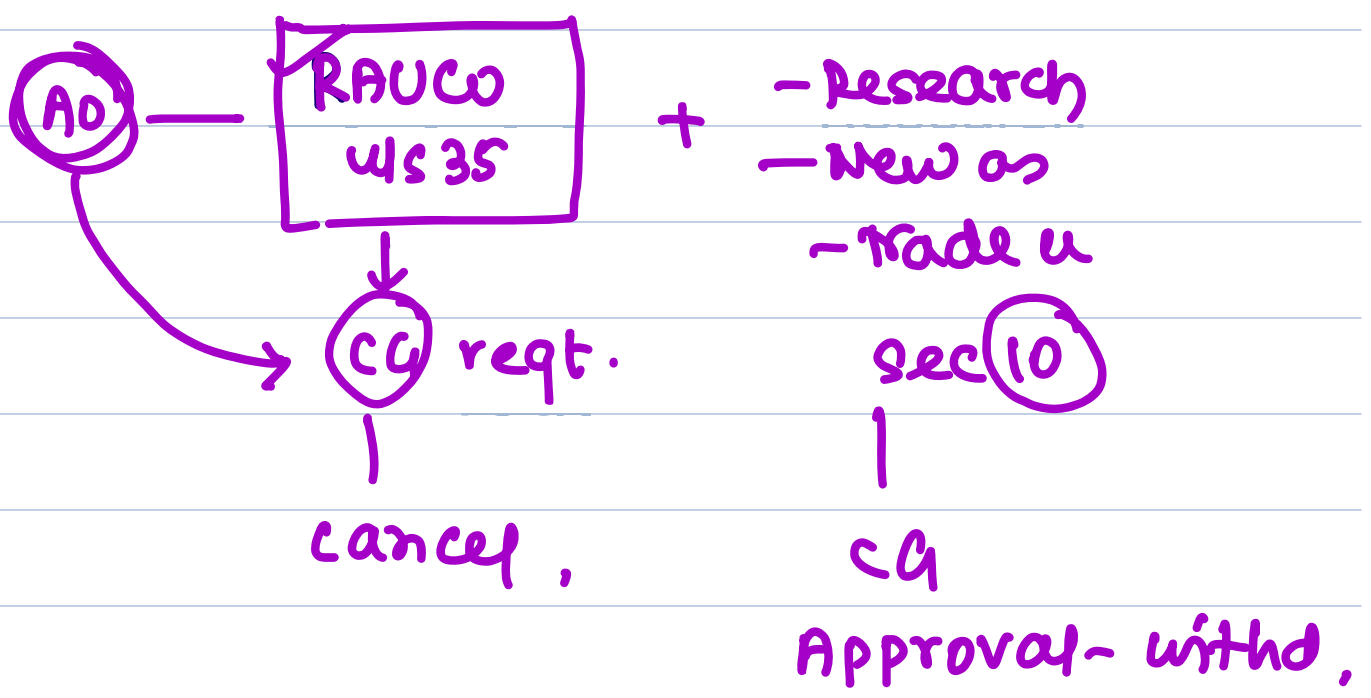 AO — RAUCO + - Research
u/s 35 - New as
- Trade u
CG reqt. sec 10
cancel, CG
Approval- withd,